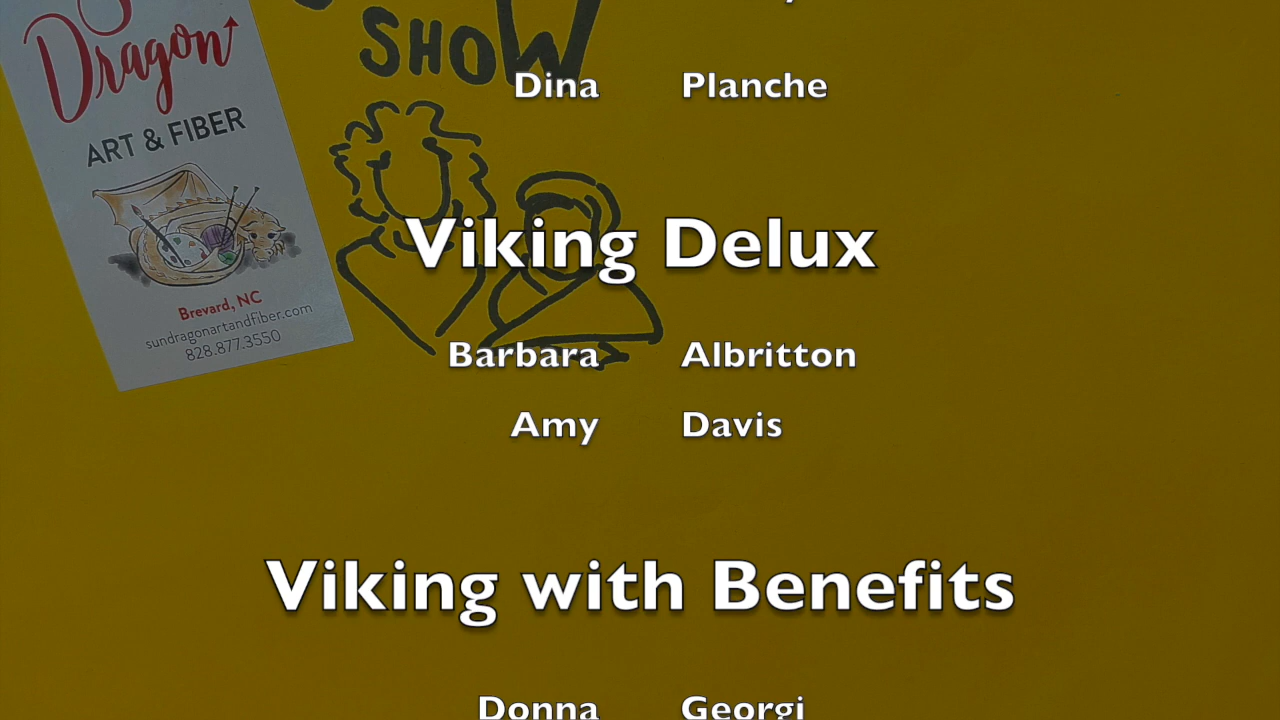 Dragon
ART & FIBER
Brevard, NC
sundragonartandfiber.com
828.877.3550
SHOW
Dina Planche
Viking Delux
Barbara Albritton
Amy Davis
Viking with Benefits
Donna Georgi